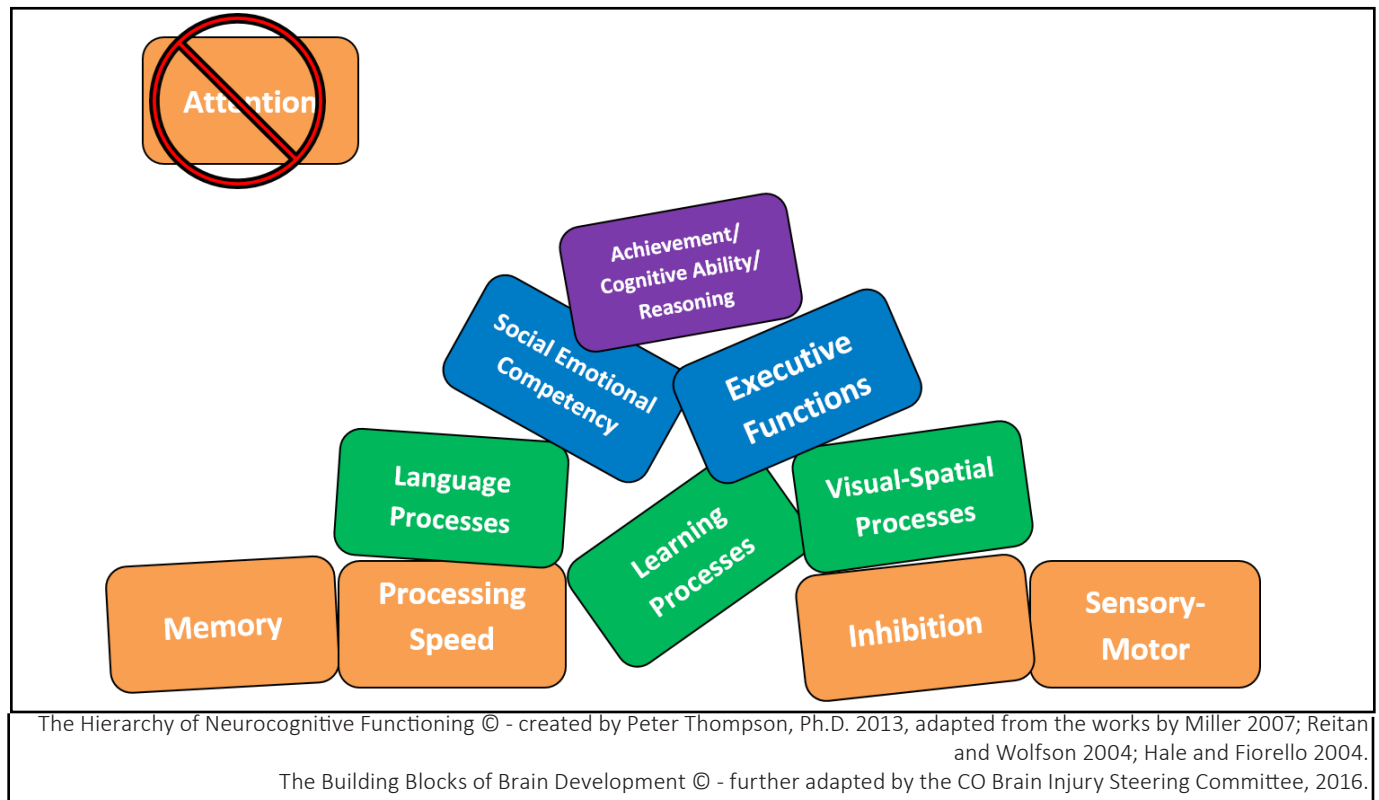 Attention
Achievement/
Cognitive Ability/
Reasoning
Social Emotional
Competency
Executive
Functions
Language
Processes
Learning
Processes
Visual-Spatial
Processes
Memory
Processing
Speed
Inhibition
Sensory-
Motor
The Hierarchy of Neurocognitive Functioning © - created by Peter Thompson, Ph.D. 2013, adapted from the works by Miller 2007; Reitan
and Wolfson 2004; Hale and Fiorello 2004.
The Building Blocks of Brain Development © - further adapted by the CO Brain Injury Steering Committee, 2016.